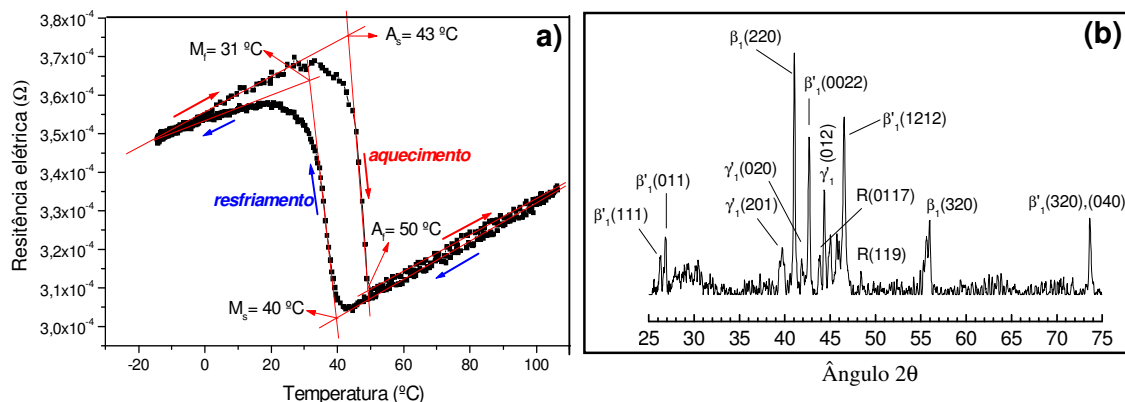 a)
Resitência elétrica (Ω)
3,8x10⁻⁴
3,7x10⁻⁴
3,6x10⁻⁴
3,5x10⁻⁴
3,4x10⁻⁴
3,3x10⁻⁴
3,2x10⁻⁴
3,1x10⁻⁴
3,0x10⁻⁴
M_f= 31 ºC
A_s= 43 ºC
aquecimento
resfriamento
A_f= 50 ºC
M_s= 40 ºC
-20 0 20 40 60 80 100
Temperatura (ºC)
(b)
β₁(220)
β'₁(0022)
β'₁(1212)
γ'₁(012)
γ'₁(020)
β'₁(011)
R(0117)
β'₁(111)
γ'₁(201)
β₁(320)
β'₁(320),(040)
R(119)
25 30 35 40 45 50 55 60 65 70 75
Ângulo 2θ